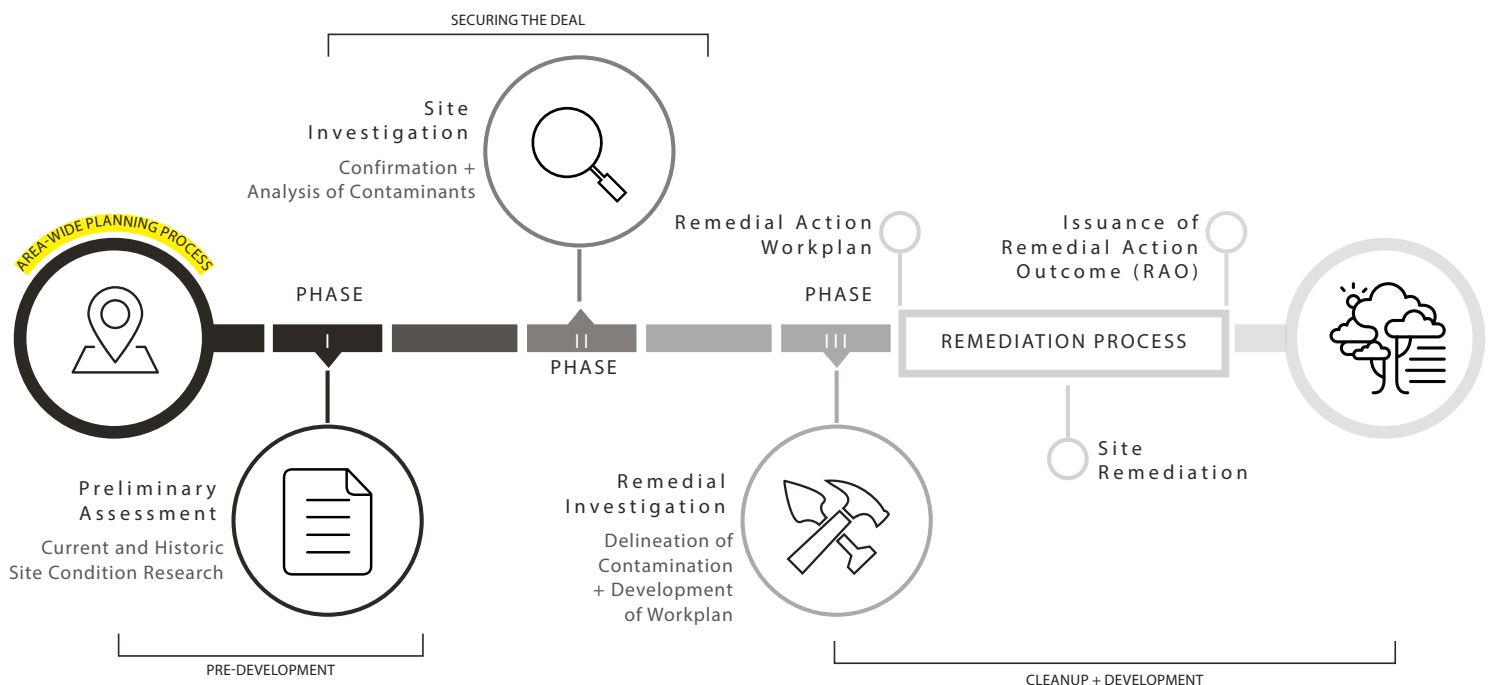 SECURING THE DEAL
Site
Investigation
Confirmation +
Analysis of Contaminants
AREA-WIDE PLANNING PROCESS
PHASE
I
Preliminary
Assessment
Current and Historic
Site Condition Research
PRE-DEVELOPMENT
II
PHASE
PHASE
III
Remedial
Investigation
Delineation of
Contamination
+ Development
of Workplan
Remedial Action
Workplan
Issuance of
Remedial Action
Outcome (RAO)
REMEDIATION PROCESS
Site
Remediation
CLEANUP + DEVELOPMENT